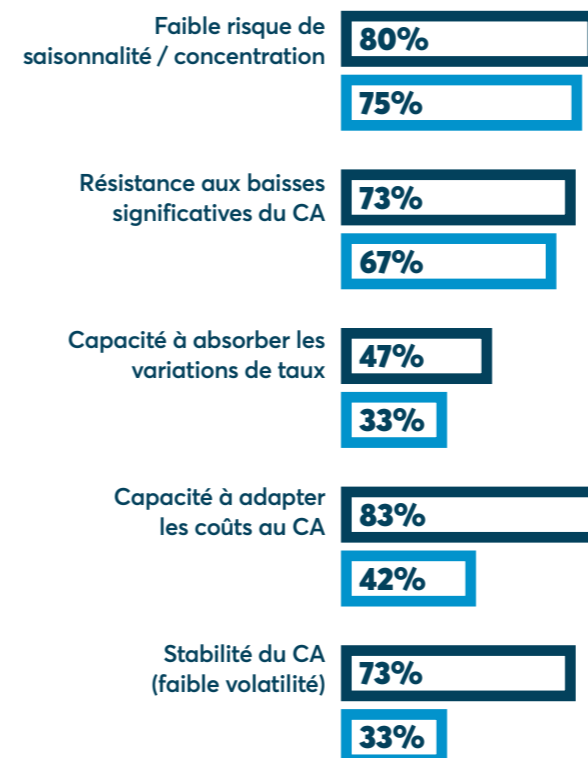 Faible risque de
saisonnalité / concentration
80%
75%
Résistance aux baisses
significatives du CA
73%
67%
Capacité à absorber les
variations de taux
47%
33%
Capacité à adapter
les coûts au CA
83%
42%
Stabilité du CA
(faible volatilité)
73%
33%